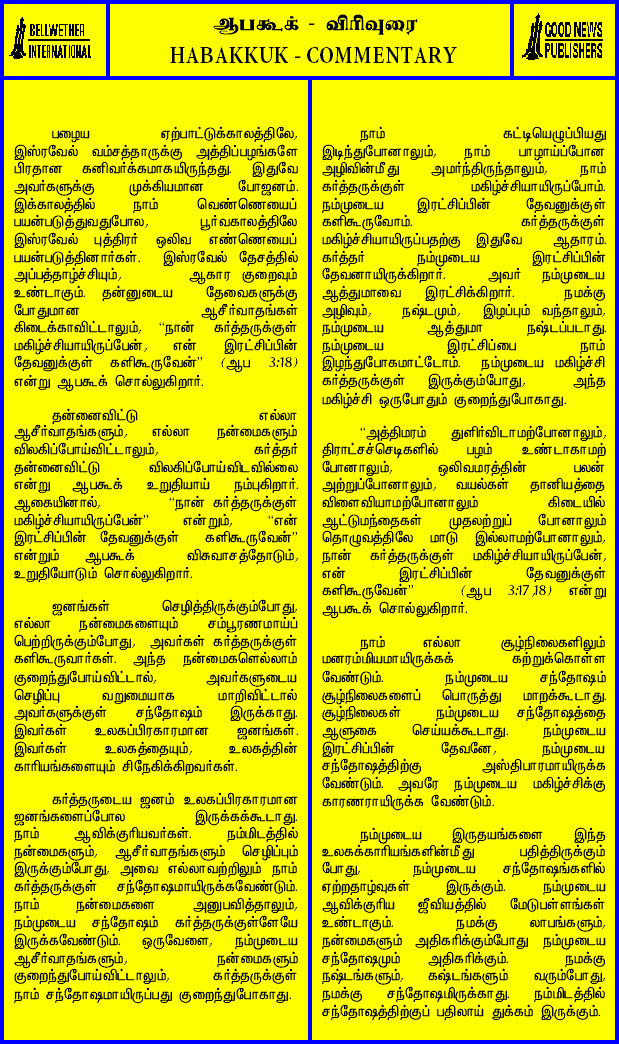 BELLWETHER
INTERNATIONAL
ஆபகூக் - விரிவுரை
HABAKKUK - COMMENTARY
GOOD NEWS
PUBLISHERS
பழைய ஏற்பாட்டுக்காலத்திலே,
இஸ்ரவேல் வம்சத்தாருக்கு அத்திப்பழங்களே
பிரதான கனிவர்க்கமாகயிருந்தது. இதுவே
அவர்களுக்கு முக்கியமான போஜனம்.
இக்காலத்தில் நாம் வெண்ணெயைப்
பயன்படுத்துவதுபோல, பூர்வகாலத்திலே
இஸ்ரவேல் புத்திரர் ஒலிவ எண்ணெயைப்
பயன்படுத்தினார்கள். இஸ்ரவேல் தேசத்தில்
அப்பத்தாழ்ச்சியும், ஆகார குறைவும்
உண்டாகும். தன்னுடைய தேவைகளுக்கு
போதுமான ஆசீர்வாதங்கள்
கிடைக்காவிட்டாலும், “நான் கர்த்தருக்குள்
மகிழ்ச்சியாயிருப்பேன், என் இரட்சிப்பின்
தேவனுக்குள் களிகூருவேன்” (ஆப 3:18)
என்று ஆபகூக் சொல்லுகிறார்.
தன்னைவிட்டு எல்லா
ஆசீர்வாதங்களும், எல்லா நன்மைகளும்
விலகிப்போய்விட்டாலும், கர்த்தர்
தன்னைவிட்டு விலகிப்போய்விடவில்லை
என்று ஆபகூக் உறுதியாய் நம்புகிறார்.
ஆகையினால், “நான் கர்த்தருக்குள்
மகிழ்ச்சியாயிருப்பேன்” என்றும், “என்
இரட்சிப்பின் தேவனுக்குள் களிகூருவேன்”
என்றும் ஆபகூக் விசுவாசத்தோடும்,
உறுதியோடும் சொல்லுகிறார்.
ஜனங்கள் செழித்திருக்கும்போது,
எல்லா நன்மைகளையும் சம்பூரணமாய்ப்
பெற்றிருக்கும்போது, அவர்கள் கர்த்தருக்குள்
களிகூருவார்கள். அந்த நன்மைகளெல்லாம்
குறைந்துபோய்விட்டால், அவர்களுடைய
செழிப்பு வறுமையாக மாறிவிட்டால்
அவர்களுக்குள் சந்தோஷம் இருக்காது.
இவர்கள் உலகப்பிரகாரமான ஜனங்கள்.
இவர்கள் உலகத்தையும், உலகத்தின்
காரியங்களையும் சிநேகிக்கிறவர்கள்.
கர்த்தருடைய ஜனம் உலகப்பிரகாரமான
ஜனங்களைப்போல இருக்கக்கூடாது.
நாம் ஆவிக்குரியவர்கள். நம்மிடத்தில்
நன்மைகளும், ஆசீர்வாதங்களும் செழிப்பும்
இருக்கும்போது, அவை எல்லாவற்றிலும் நாம்
கர்த்தருக்குள் சந்தோஷமாயிருக்கவேண்டும்.
நாம் நன்மைகளை அனுபவித்தாலும்,
நம்முடைய சந்தோஷம் கர்த்தருக்குள்ளேயே
இருக்கவேண்டும். ஒருவேளை, நம்முடைய
ஆசீர்வாதங்களும், நன்மைகளும்
குறைந்துபோய்விட்டாலும், கர்த்தருக்குள்
நாம் சந்தோஷமாயிருப்பது குறைந்துபோகாது.
நாம் கட்டியெழுப்பியது
இடிந்துபோனாலும், நாம் பாழாய்ப்போன
அழிவின்மீது அமர்ந்திருந்தாலும், நாம்
கர்த்தருக்குள் மகிழ்ச்சியாயிருப்போம்.
நம்முடைய இரட்சிப்பின் தேவனுக்குள்
களிகூருவோம். கர்த்தருக்குள்
மகிழ்ச்சியாயிருப்பதற்கு இதுவே ஆதாரம்.
கர்த்தர் நம்முடைய இரட்சிப்பின்
தேவனாயிருக்கிறார். அவர் நம்முடைய
ஆத்துமாவை இரட்சிக்கிறார். நமக்கு
அழிவும், நஷ்டமும், இழப்பும் வந்தாலும்,
நம்முடைய ஆத்துமா நஷ்டப்படாது.
நம்முடைய இரட்சிப்பை நாம்
இழந்துபோகமாட்டோம். நம்முடைய மகிழ்ச்சி
கர்த்தருக்குள் இருக்கும்போது, அந்த
மகிழ்ச்சி ஒருபோதும் குறைந்துபோகாது.
“அத்திமரம் துளிர்விடாமற்போனாலும்,
திராட்சச்செடிகளில் பழம் உண்டாகாமற்
போனாலும், ஒலிவமரத்தின் பலன்
அற்றுப்போனாலும், வயல்கள் தானியத்தை
விளைவியாமற்போனாலும் கிடையில்
ஆட்டுமந்தைகள் முதலற்றுப் போனாலும்
தொழுவத்திலே மாடு இல்லாமற்போனாலும்,
நான் கர்த்தருக்குள் மகிழ்ச்சியாயிருப்பேன்,
என் இரட்சிப்பின் தேவனுக்குள்
களிகூருவேன்” (ஆப 3:17,18) என்று
ஆபகூக் சொல்லுகிறார்.
நாம் எல்லா சூழ்நிலைகளிலும்
மனரம்மியமாயிருக்கக் கற்றுக்கொள்ள
வேண்டும். நம்முடைய சந்தோஷம்
சூழ்நிலைகளைப் பொருத்து மாறக்கூடாது.
சூழ்நிலைகள் நம்முடைய சந்தோஷத்தை
ஆளுகை செய்யக்கூடாது. நம்முடைய
இரட்சிப்பின் தேவனே, நம்முடைய
சந்தோஷத்திற்கு அஸ்திபாரமாயிருக்க
வேண்டும். அவரே நம்முடைய மகிழ்ச்சிக்கு
காரணராயிருக்க வேண்டும்.
நம்முடைய இருதயங்களை இந்த
உலகக்காரியங்களின்மீது பதித்திருக்கும்
போது, நம்முடைய சந்தோஷங்களில்
ஏற்றதாழ்வுகள் இருக்கும். நம்முடைய
ஆவிக்குரிய ஜீவியத்தில் மேடுபள்ளங்கள்
உண்டாகும். நமக்கு லாபங்களும்,
நன்மைகளும் அதிகரிக்கும்போது நம்முடைய
சந்தோஷமும் அதிகரிக்கும். நமக்கு
நஷ்டங்களும், கஷ்டங்களும் வரும்போது,
நமக்கு சந்தோஷமிருக்காது. நம்மிடத்தில்
சந்தோஷத்திற்குப் பதிலாய் துக்கம் இருக்கும்.